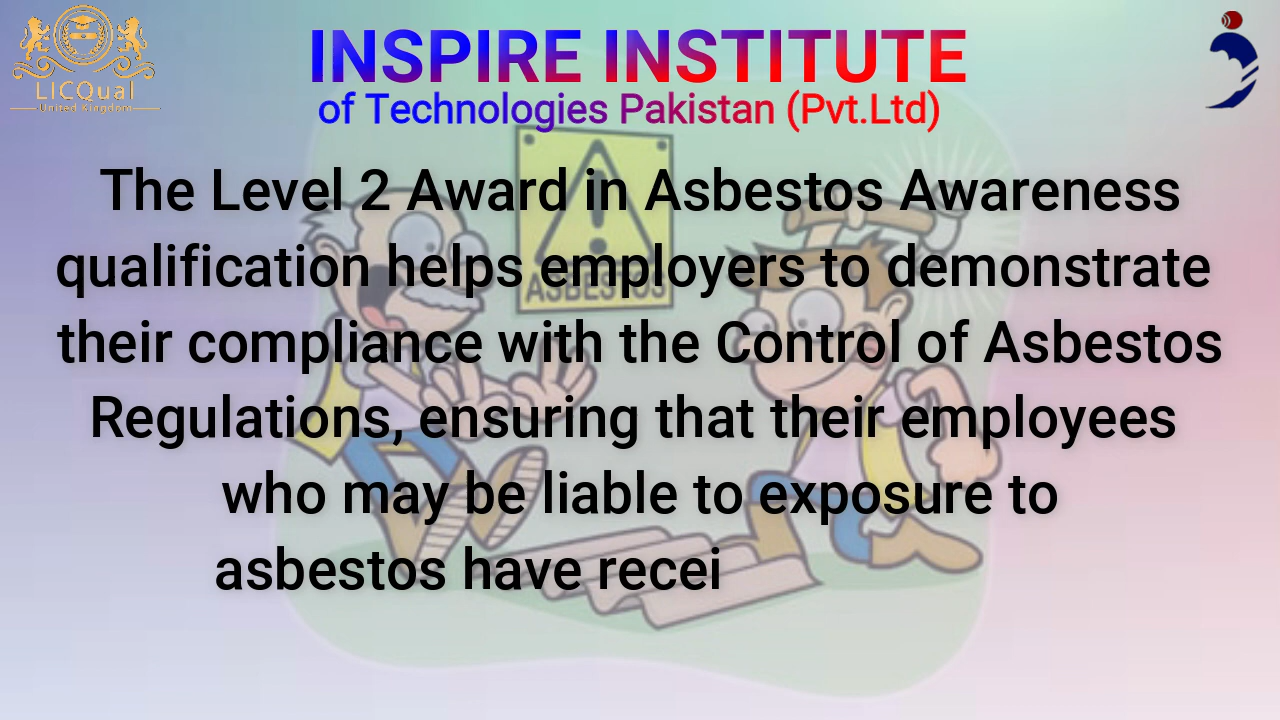 LICQual
United Kingdom
INSPIRE INSTITUTE
of Technologies Pakistan (Pvt.Ltd)
ASBESTOS
The Level 2 Award in Asbestos Awareness
qualification helps employers to demonstrate
their compliance with the Control of Asbestos
Regulations, ensuring that their employees
who may be liable to exposure to
asbestos have recei